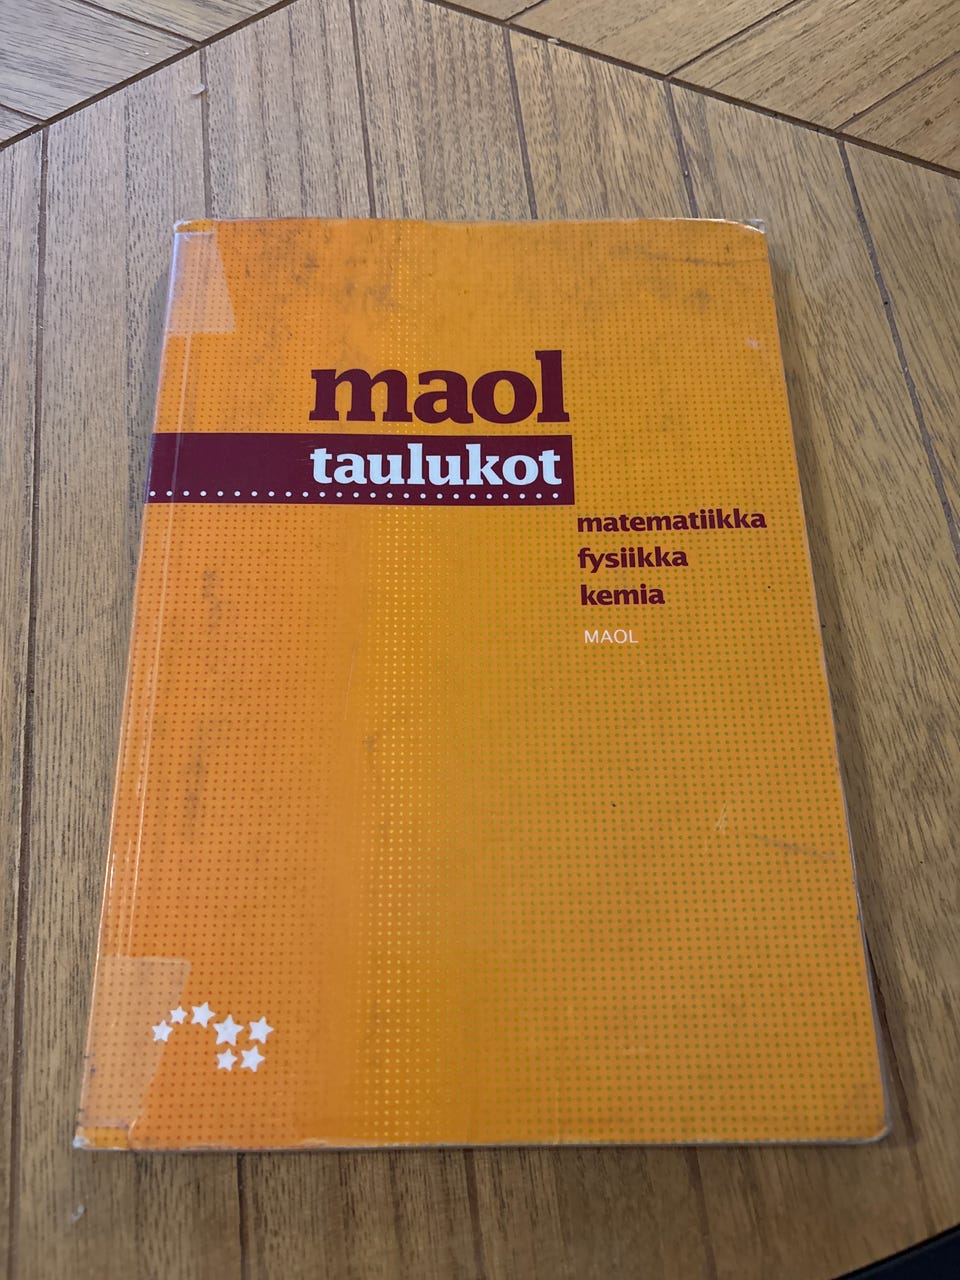 maol
taulukot
matematiikka
fysiikka
kemia
MAOL